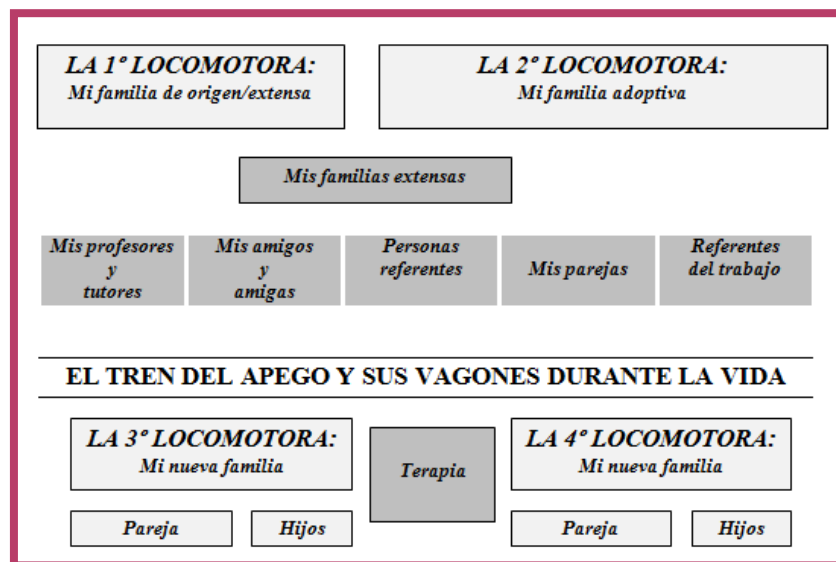 LA 1º LOCOMOTORA:
Mi familia de origen/extensa
LA 2º LOCOMOTORA:
Mi familia adoptiva
Mis familias extensas
Mis profesores
y
tutores
Mis amigos
y
amigas
Personas
referentes
Mis parejas
Referentes
del trabajo
EL TREN DEL APEGO Y SUS VAGONES DURANTE LA VIDA
LA 3º LOCOMOTORA:
Mi nueva familia
Terapia
LA 4º LOCOMOTORA:
Mi nueva familia
Pareja
Hijos
Pareja
Hijos